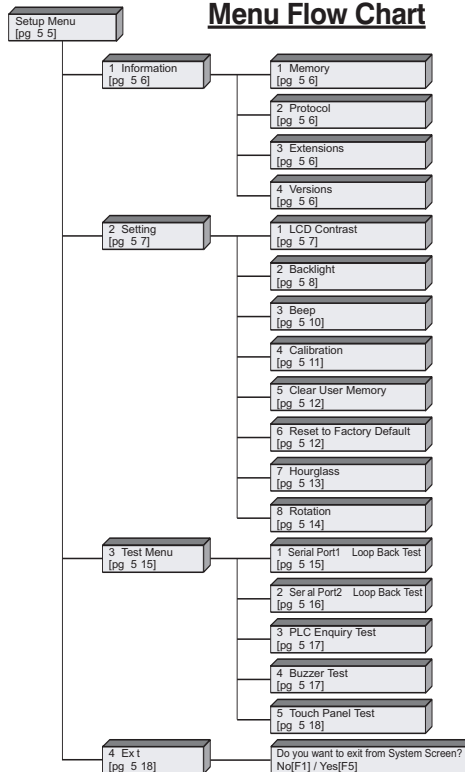 Menu Flow Chart
Setup Menu
[pg 5 5]
1 Information
[pg 5 6]
1 Memory
[pg 5 6]
2 Protocol
[pg 5 6]
3 Extensions
[pg 5 6]
4 Versions
[pg 5 6]
2 Setting
[pg 5 7]
1 LCD Contrast
[pg 5 7]
2 Backlight
[pg 5 8]
3 Beep
[pg 5 10]
4 Calibration
[pg 5 11]
5 Clear User Memory
[pg 5 12]
6 Reset to Factory Default
[pg 5 12]
7 Hourglass
[pg 5 13]
8 Rotation
[pg 5 14]
3 Test Menu
[pg 5 15]
1 Serial Port1 Loop Back Test
[pg 5 15]
2 Ser al Port2 Loop Back Test
[pg 5 16]
3 PLC Enquiry Test
[pg 5 17]
4 Buzzer Test
[pg 5 17]
5 Touch Panel Test
[pg 5 18]
4 Ex t
[pg 5 18]
Do you want to exit from System Screen?
No[F1] / Yes[F5]